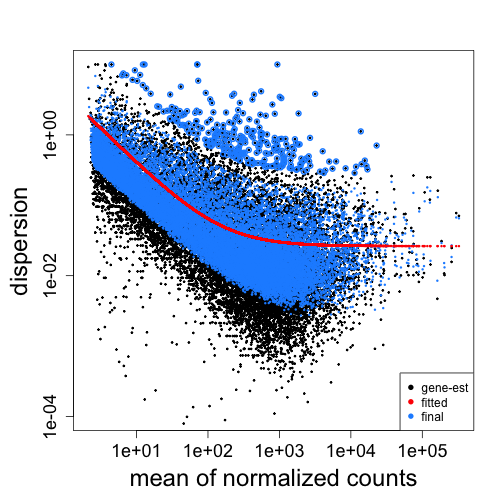 dispersion
1e+00
1e-02
1e-04
gene-est
fitted
final
1e+01 1e+02 1e+03 1e+04 1e+05
mean of normalized counts